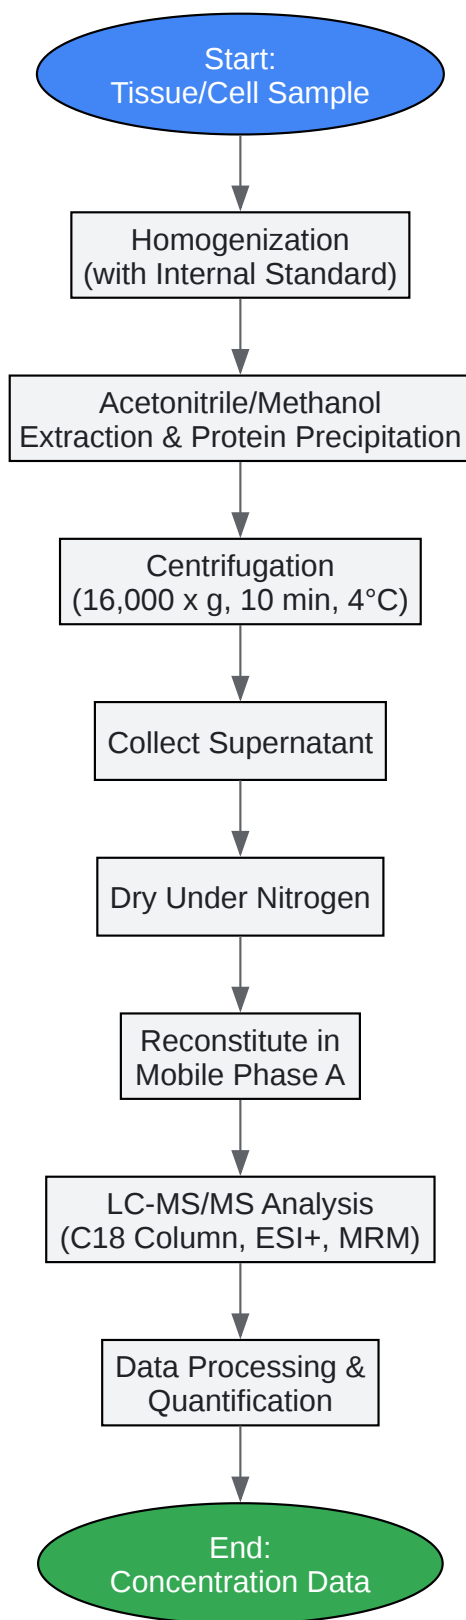 Start:
Tissue/Cell Sample
Homogenization
(with Internal Standard)
Acetonitrile/Methanol
Extraction & Protein Precipitation
Centrifugation
(16,000 x g, 10 min, 4°C)
Collect Supernatant
Dry Under Nitrogen
Reconstitute in
Mobile Phase A
LC-MS/MS Analysis
(C18 Column, ESI+, MRM)
Data Processing &
Quantification
End:
Concentration Data